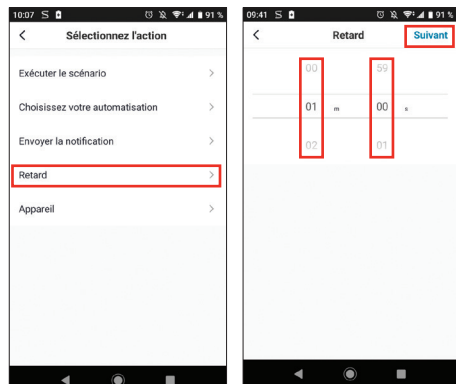 10:07 S 91 %
Sélectionnez l'action
Exécuter le scénario
Choisissez votre automatisation
Envoyer la notification
Retard
Appareil
09:41 S 91 %
Retard Suivant
00 59
01 m 00 s
02 01